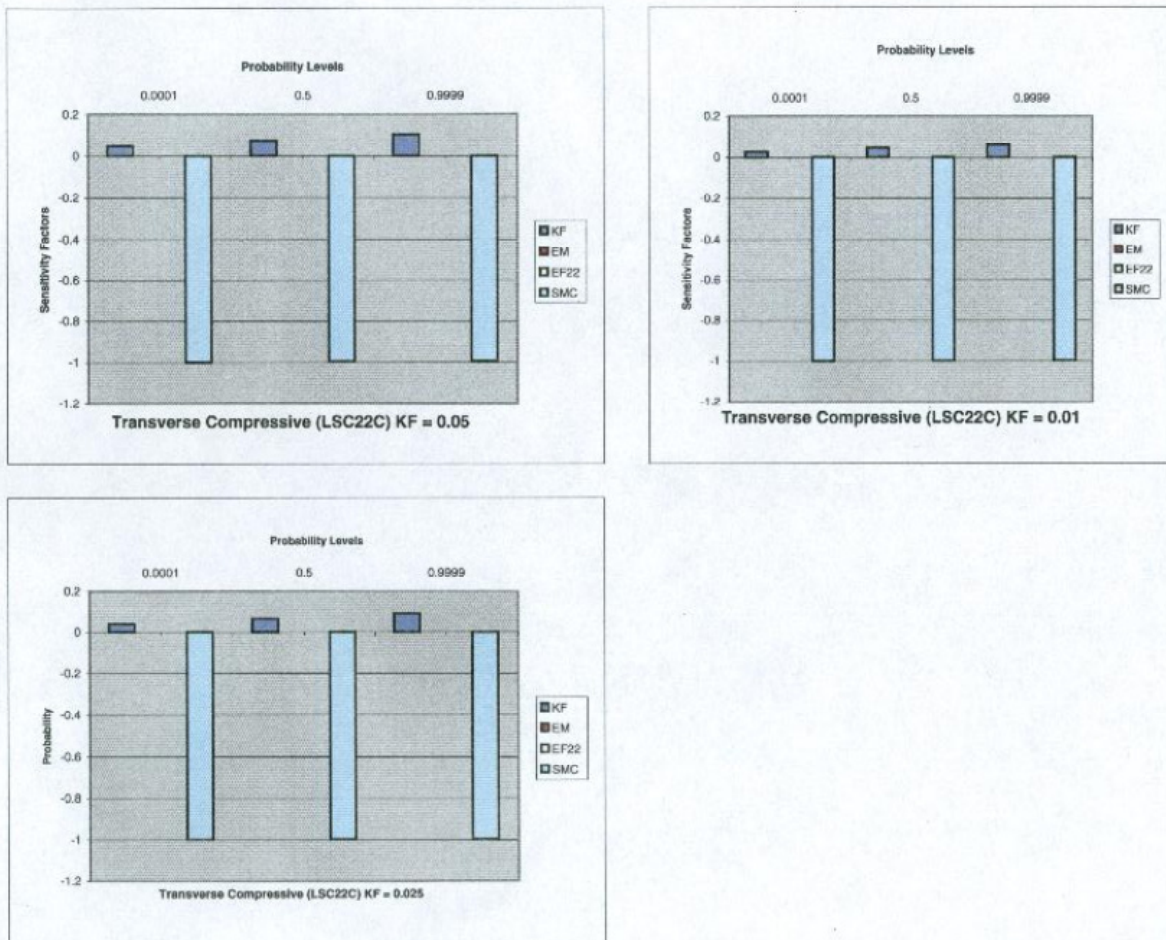 Probability Levels
0.0001 0.5 0.9999
0.2
0
-0.2
-0.4
-0.6
-0.8
-1
-1.2
Sensitivity Factors
KF
EM
EF22
SMC
Transverse Compressive (LSC22C) KF = 0.05
Probability Levels
0.0001 0.5 0.9999
0.2
0
-0.2
-0.4
-0.6
-0.8
-1
-1.2
Sensitivity Factors
KF
EM
EF22
SMC
Transverse Compressive (LSC22C) KF = 0.01
Probability Levels
0.0001 0.5 0.9999
0.2
0
-0.2
-0.4
-0.6
-0.8
-1
-1.2
Probability
KF
EM
EF22
SMC
Transverse Compressive (LSC22C) KF = 0.025